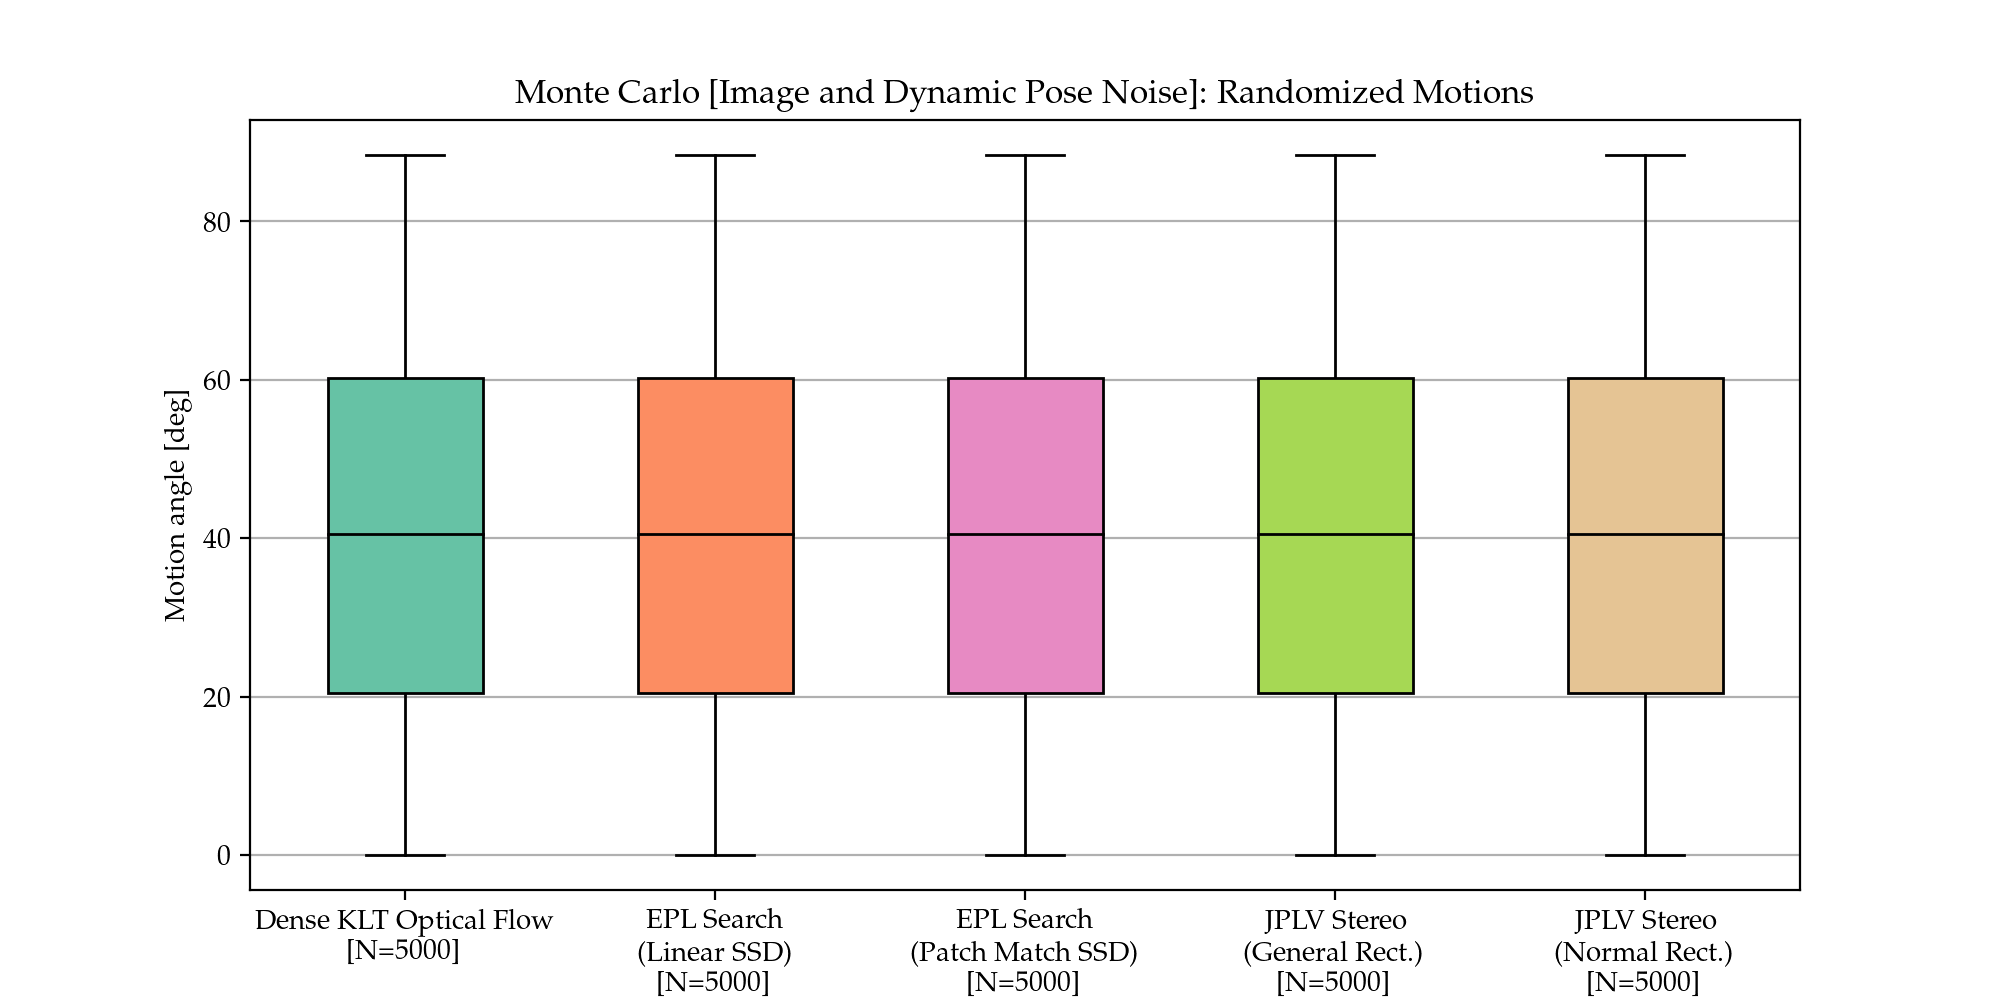 Monte Carlo [Image and Dynamic Pose Noise]: Randomized Motions
Motion angle [deg]
80
60
40
20
0
Dense KLT Optical Flow
[N=5000]
EPL Search
(Linear SSD)
[N=5000]
EPL Search
(Patch Match SSD)
[N=5000]
JPLV Stereo
(General Rect.)
[N=5000]
JPLV Stereo
(Normal Rect.)
[N=5000]